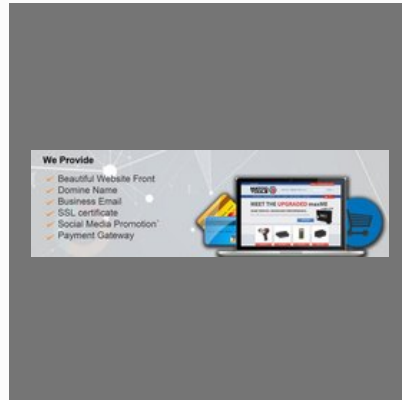 We Provide
Beautiful Website Front
Domine Name
Business Email
SSL certificate
Social Media Promotion*
Payment Gateway
MEET THE UPGRADED maxME